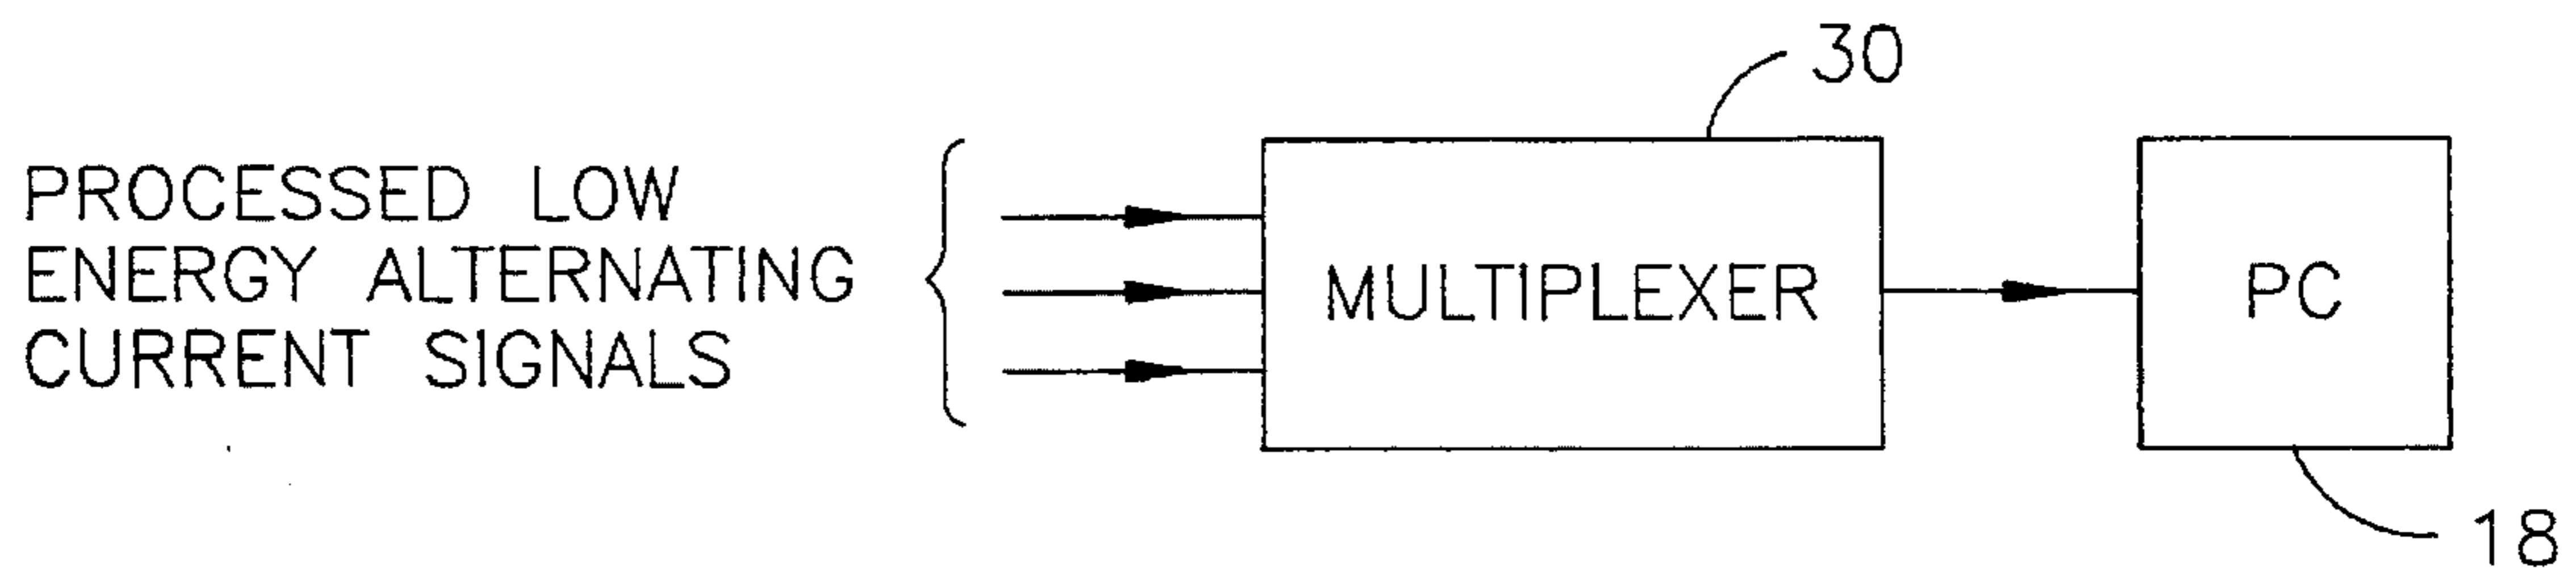 30
PROCESSED LOW
ENERGY ALTERNATING
CURRENT SIGNALS
MULTIPLEXER
PC
18